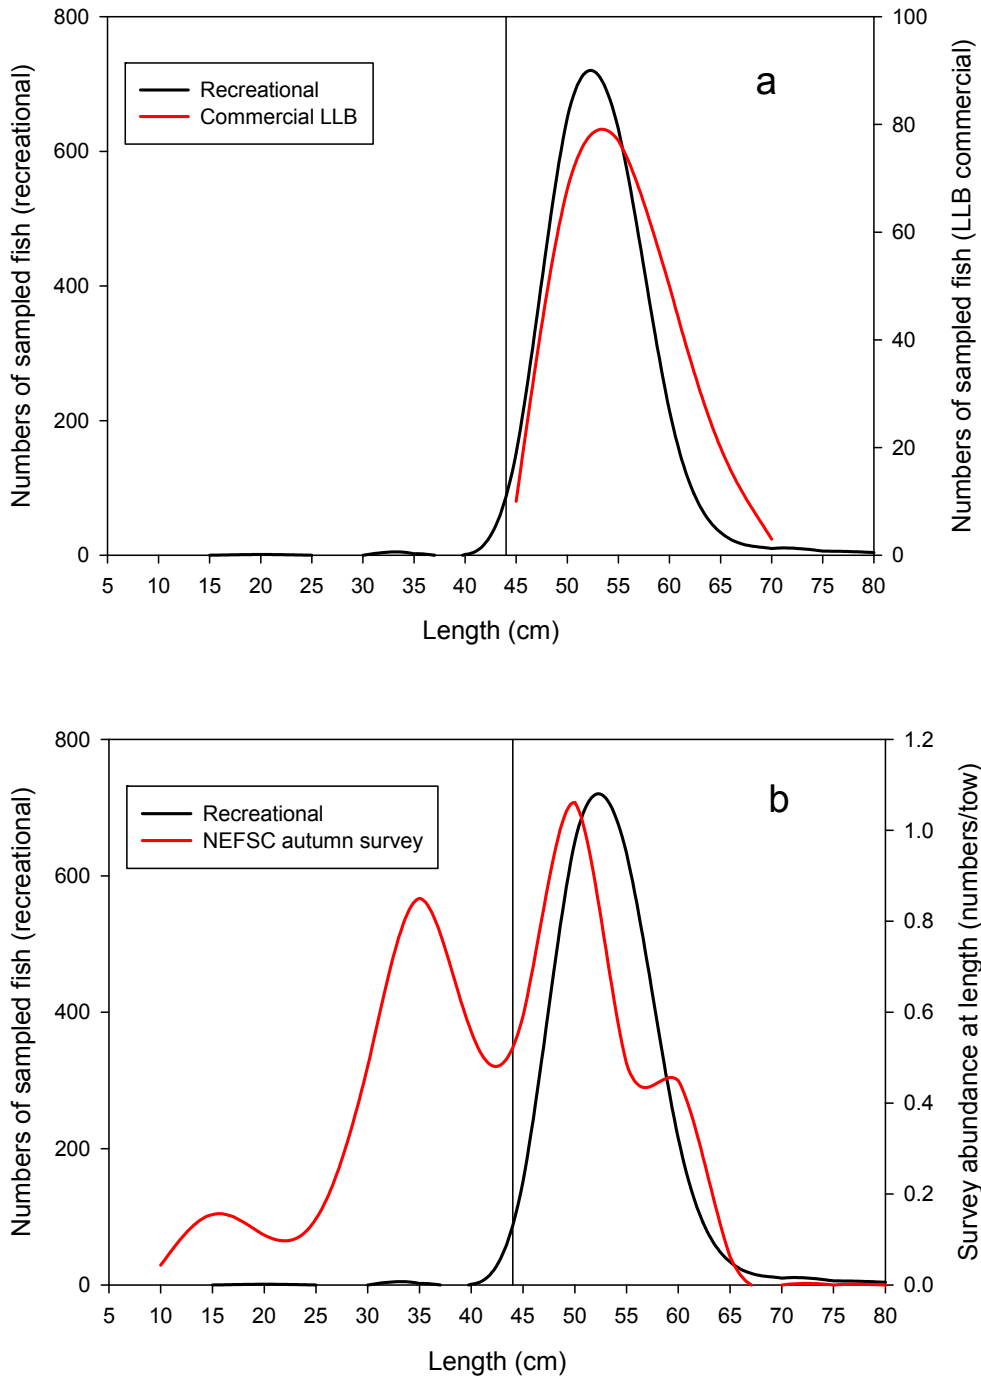 a
Recreational
Commercial LLB
Numbers of sampled fish (recreational)
800
600
400
200
0
Numbers of sampled fish (LLB commercial)
100
80
60
40
20
0
5 10 15 20 25 30 35 40 45 50 55 60 65 70 75 80
Length (cm)
b
Recreational
NEFSC autumn survey
Numbers of sampled fish (recreational)
800
600
400
200
0
Survey abundance at length (numbers/tow)
1.2
1.0
0.8
0.6
0.4
0.2
0.0
5 10 15 20 25 30 35 40 45 50 55 60 65 70 75 80
Length (cm)